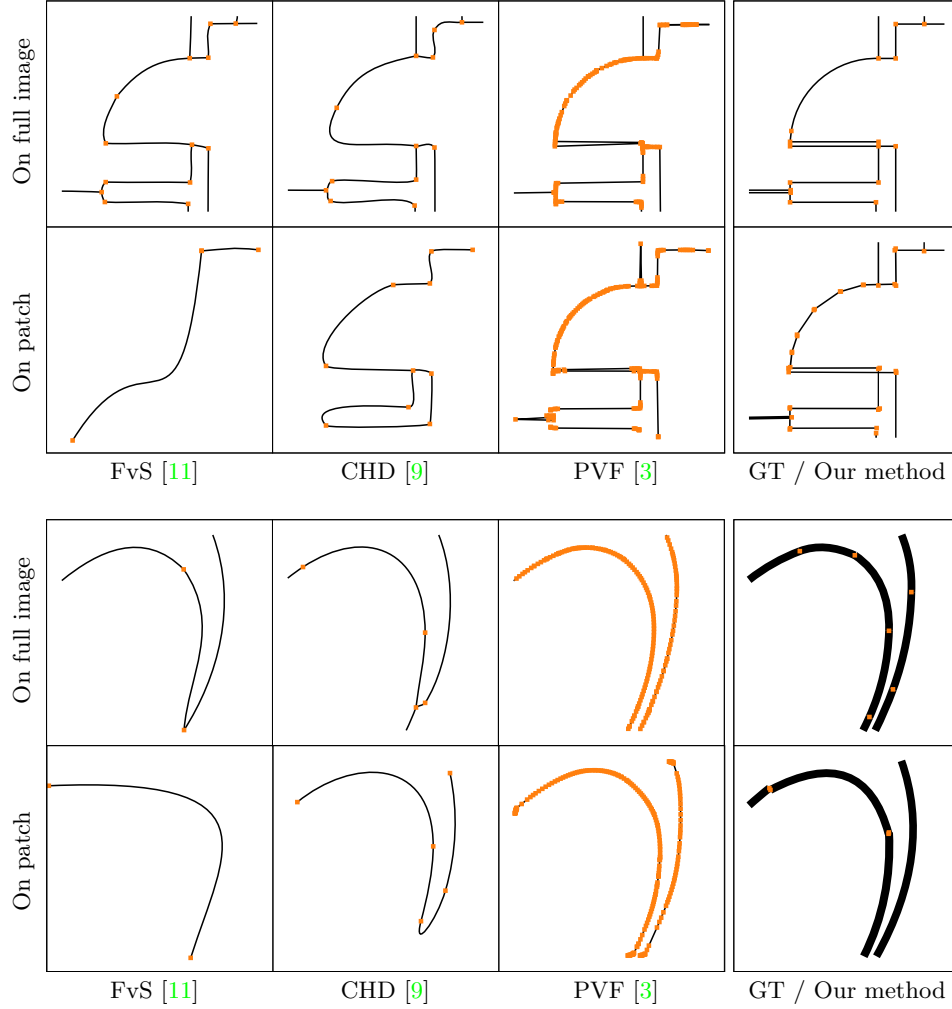 On full image
On patch
FvS [11] CHD [9] PVF [3] GT / Our method
On full image
On patch
FvS [11] CHD [9] PVF [3] GT / Our method